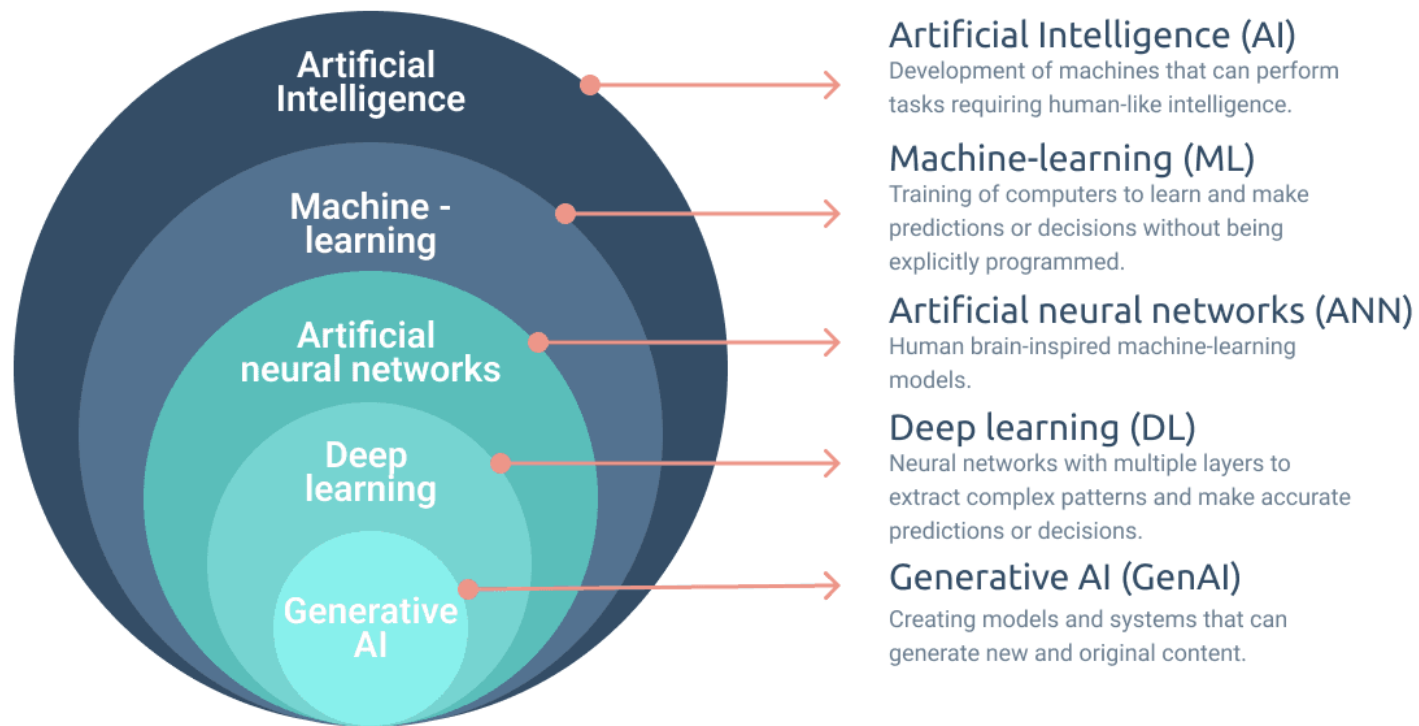 Artificial
Intelligence
Machine -
learning
Artificial
neural networks
Deep
learning
Generative
AI
Artificial Intelligence (AI)
Development of machines that can perform
tasks requiring human-like intelligence.
Machine-learning (ML)
Training of computers to learn and make
predictions or decisions without being
explicitly programmed.
Artificial neural networks (ANN)
Human brain-inspired machine-learning
models.
Deep learning (DL)
Neural networks with multiple layers to
extract complex patterns and make accurate
predictions or decisions.
Generative AI (GenAI)
Creating models and systems that can
generate new and original content.